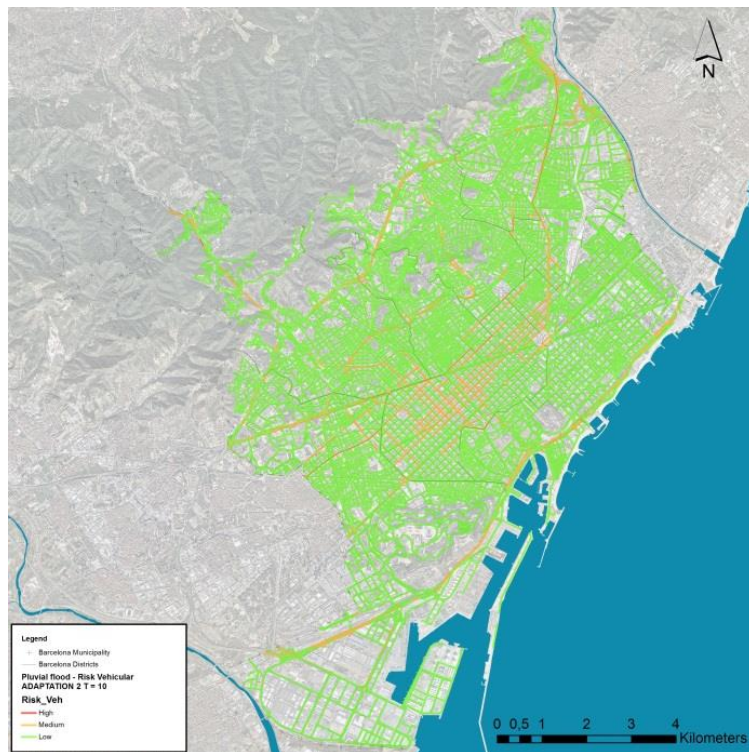 N
Legend
Barcelona Municipality
Barcelona Districts
Pluvial flood - Risk Vehicular
ADAPTATION 2 T = 10
Risk_Veh
High
Medium
Low
0 0,5 1 2 3 4
Kilometers